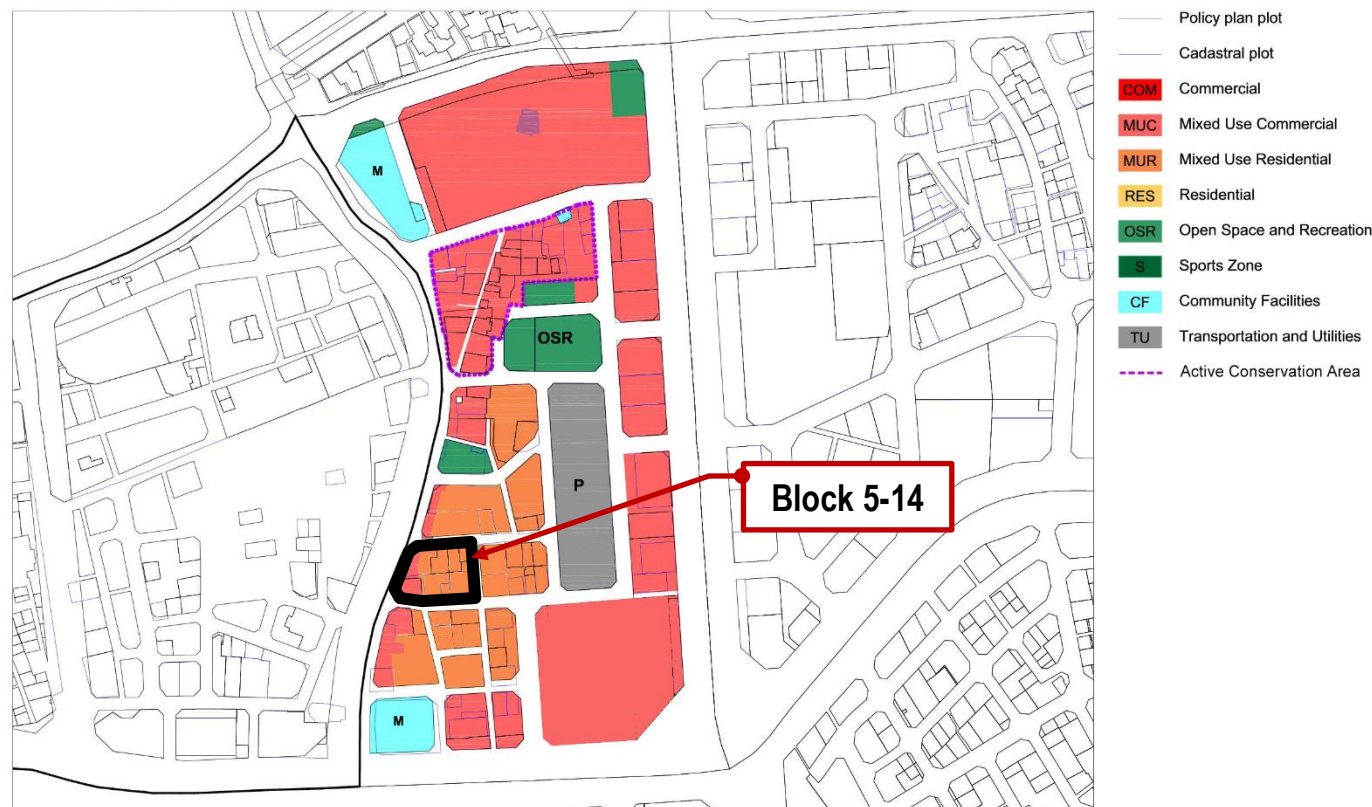 M
OSR
P
Block 5-14
M
Policy plan plot
Cadastral plot
COM Commercial
MUC Mixed Use Commercial
MUR Mixed Use Residential
RES Residential
OSR Open Space and Recreation
S Sports Zone
CF Community Facilities
TU Transportation and Utilities
Active Conservation Area